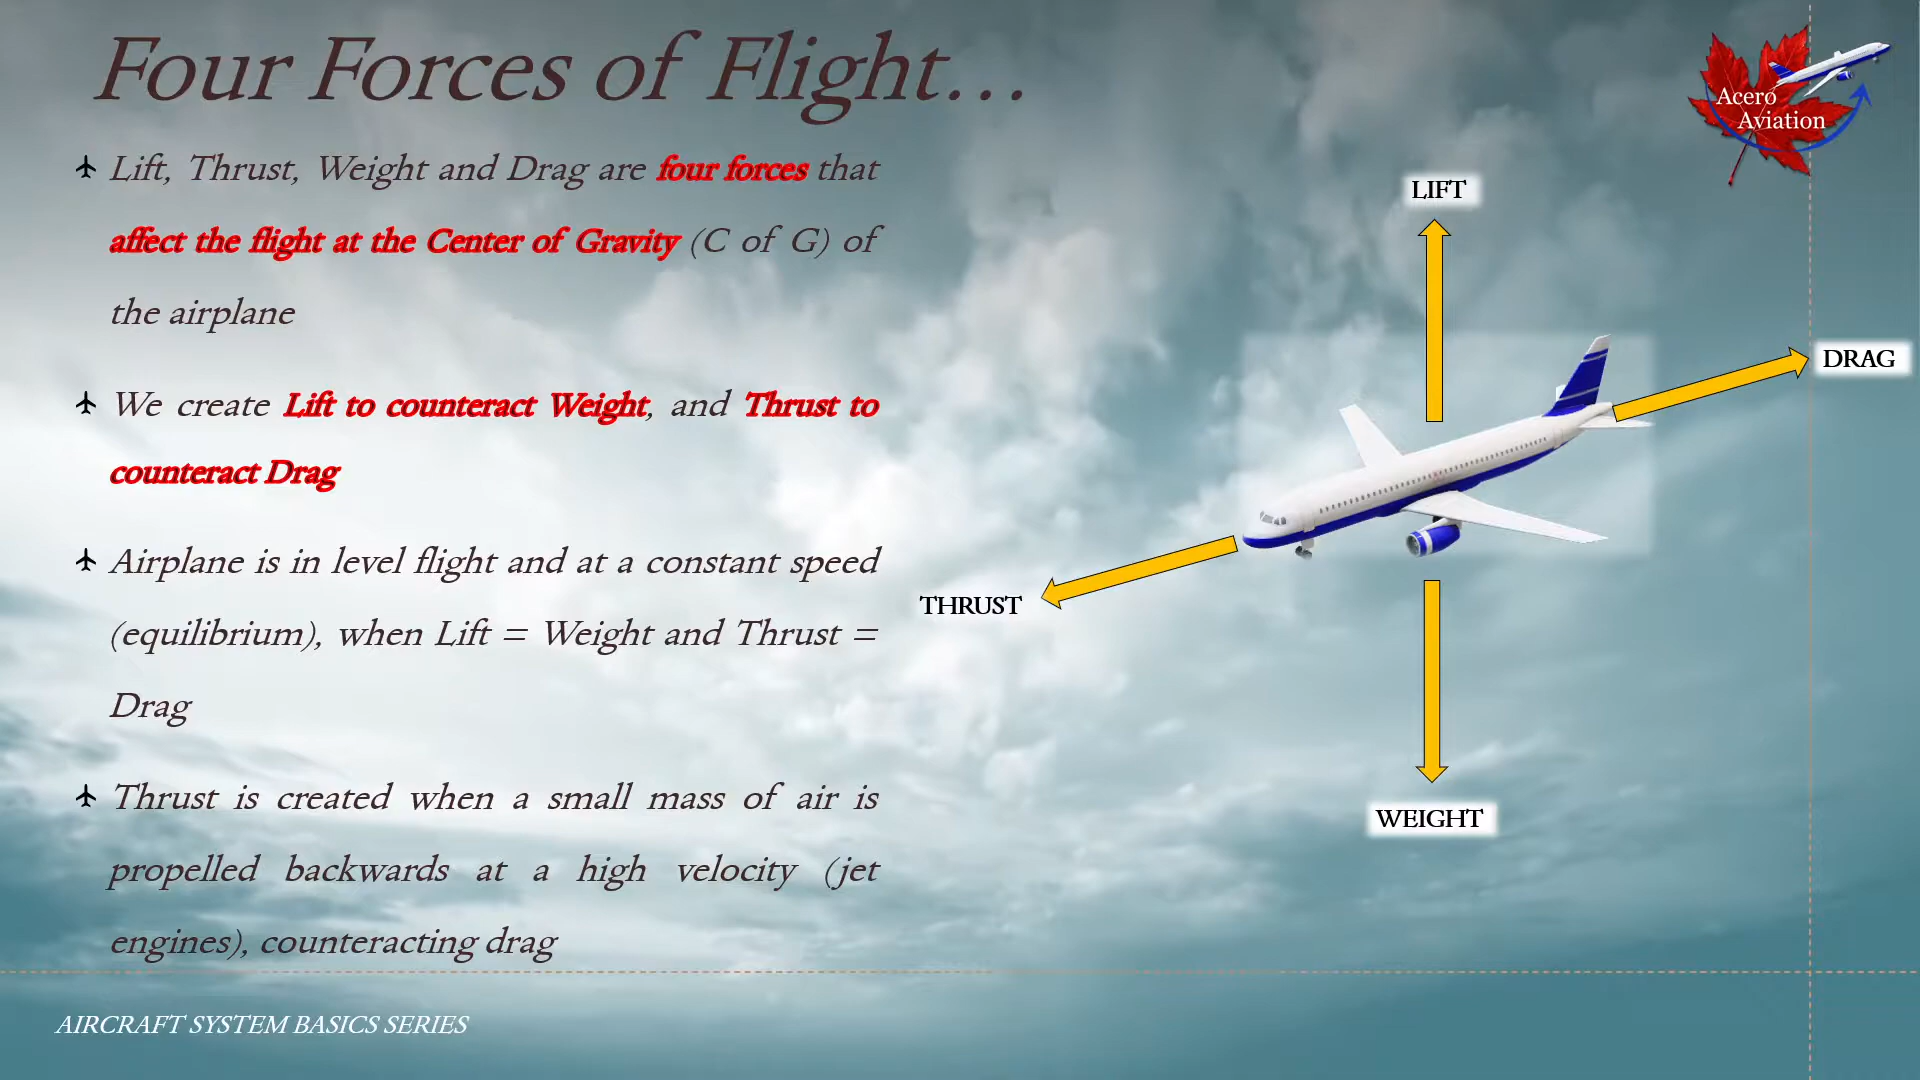 Four Forces of Flight...
Acero
Aviation
Lift, Thrust, Weight and Drag are four forces that
affect the flight at the Center of Gravity (C of G) of
the airplane
We create Lift to counteract Weight, and Thrust to
counteract Drag
Airplane is in level flight and at a constant speed
(equilibrium), when Lift = Weight and Thrust =
Drag
Thrust is created when a small mass of air is
propelled backwards at a high velocity (jet
engines), counteracting drag
LIFT
DRAG
THRUST
WEIGHT
AIRCRAFT SYSTEM BASICS SERIES